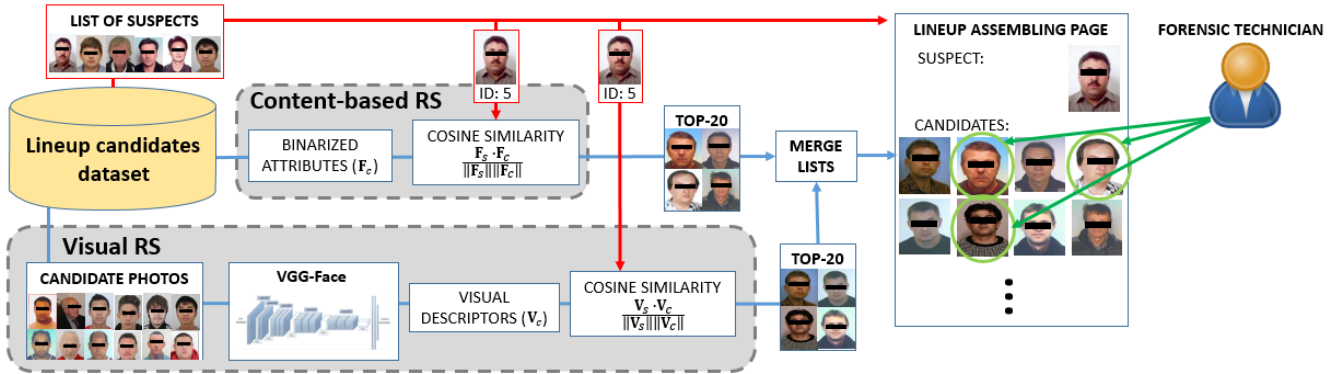 LIST OF SUSPECTS
Lineup candidates
dataset
Content-based RS
BINARIZED
ATTRIBUTES (F_c)
ID: 5
COSINE SIMILARITY
F_S · F_C
‖F_S‖‖F_C‖
ID: 5
TOP-20
MERGE
LISTS
LINEUP ASSEMBLING PAGE
SUSPECT:
CANDIDATES:
FORENSIC TECHNICIAN
Visual RS
CANDIDATE PHOTOS
VGG-Face
VISUAL
DESCRIPTORS (V_c)
COSINE SIMILARITY
V_S · V_C
‖V_S‖‖V_C‖
TOP-20